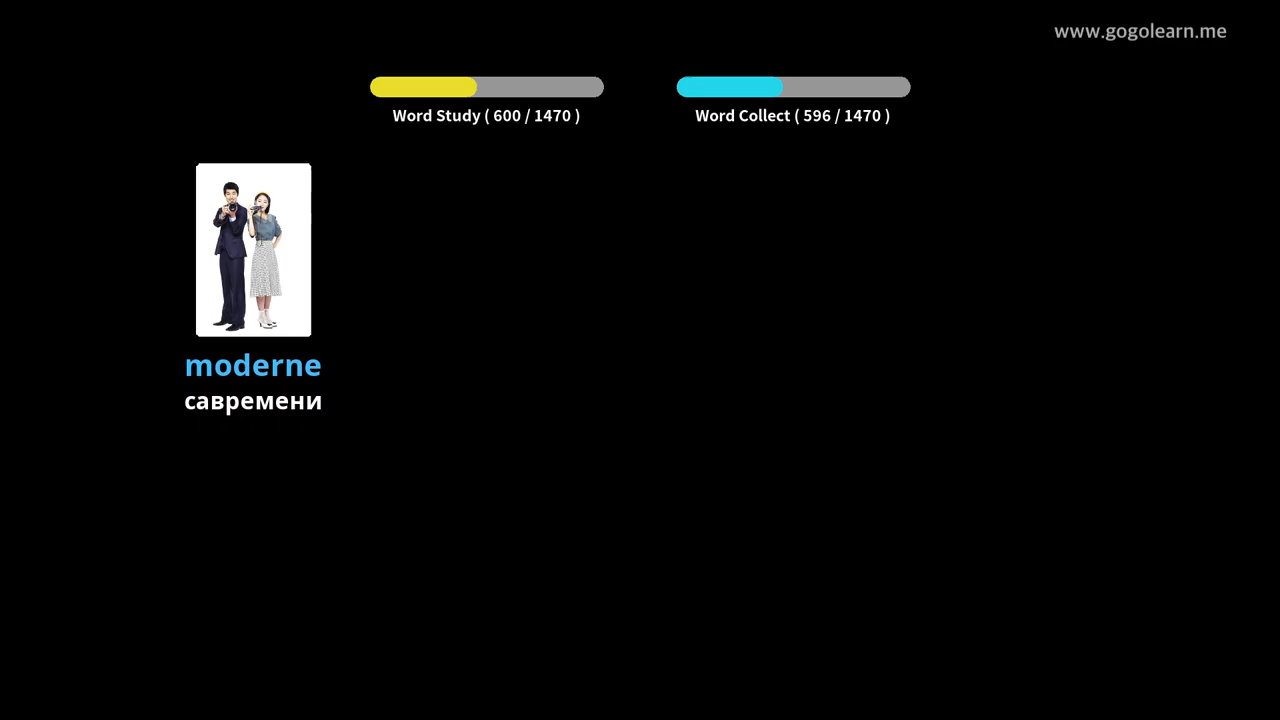 www.gogolearn.me
Word Study ( 600 / 1470 )
Word Collect ( 596 / 1470 )
moderne
савремени